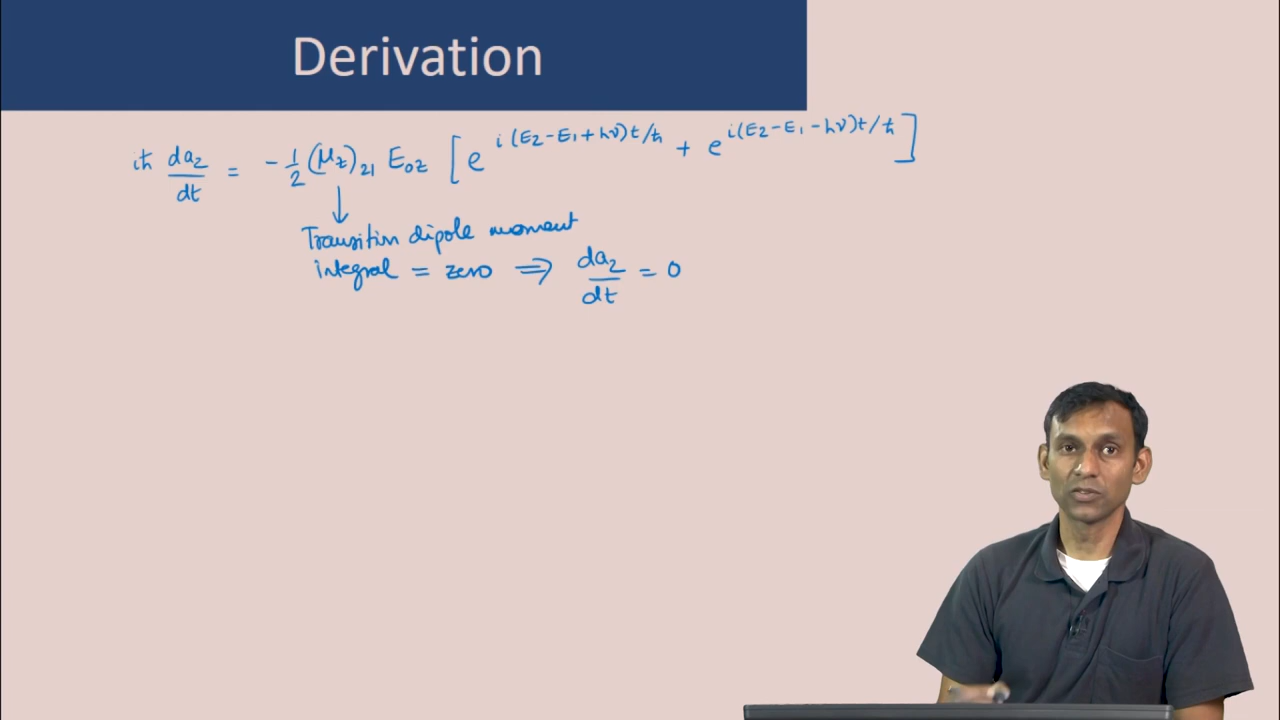 Derivation
iħ da₂/dt = -1/2 (μz)₂₁ E₀z [e^{i(E₂-E₁+hν)t/ħ} + e^{i(E₂-E₁-hν)t/ħ}]
↓
Transition dipole moment
integral = zero ⇒ da₂/dt = 0